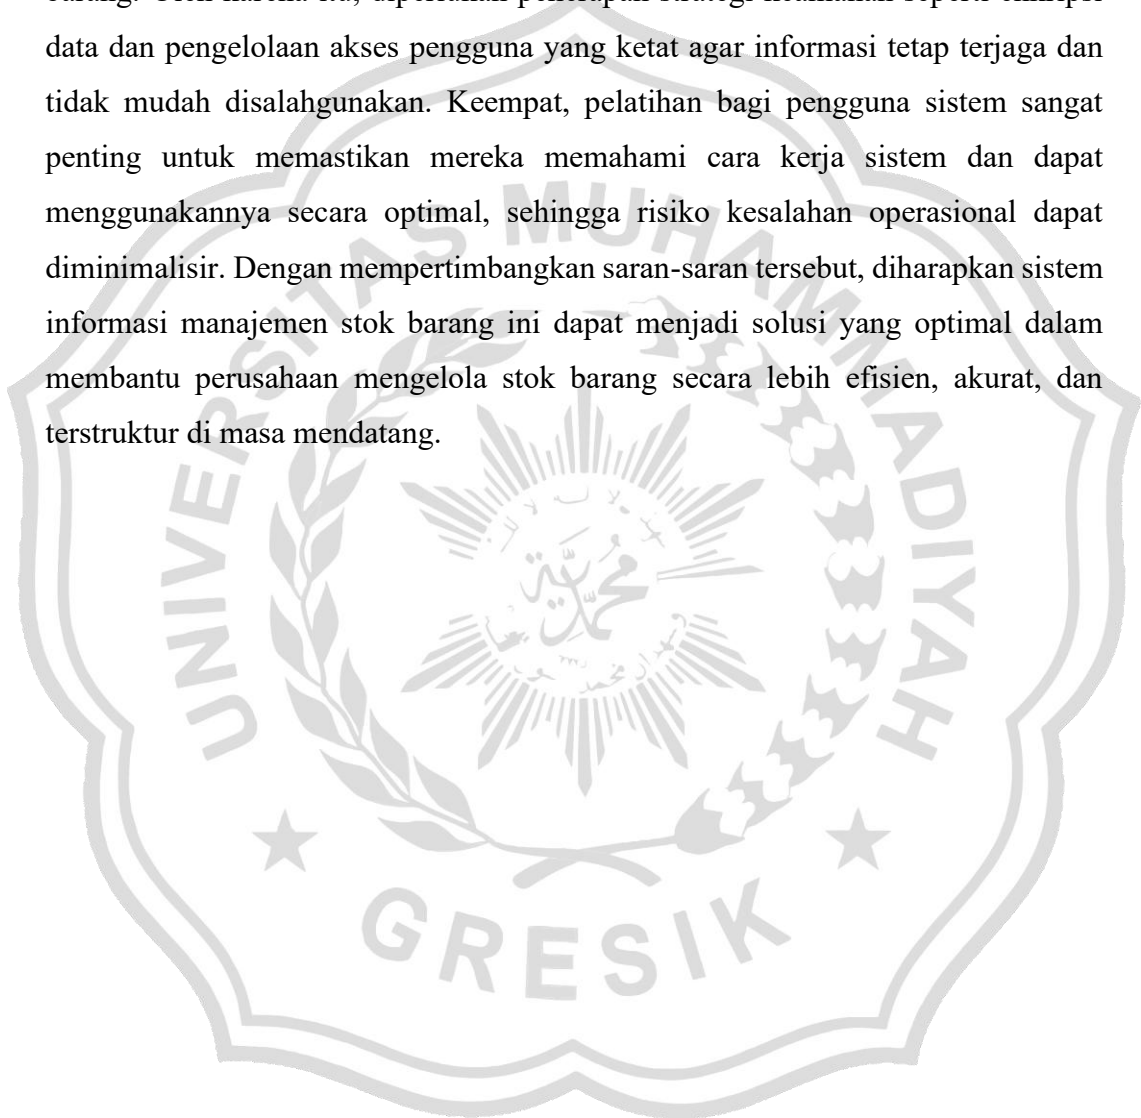 data dan pengelolaan akses pengguna yang ketat agar informasi tetap terjaga dan
tidak mudah disalahgunakan. Keempat, pelatihan bagi pengguna sistem sangat
penting untuk memastikan mereka memahami cara kerja sistem dan dapat
menggunakannya secara optimal, sehingga risiko kesalahan operasional dapat
diminimalisir. Dengan mempertimbangkan saran-saran tersebut, diharapkan sistem
informasi manajemen stok barang ini dapat menjadi solusi yang optimal dalam
membantu perusahaan mengelola stok barang secara lebih efisien, akurat, dan
terstruktur di masa mendatang.
UNIVERSITAS MUHAMMADIYAH
GRESIK